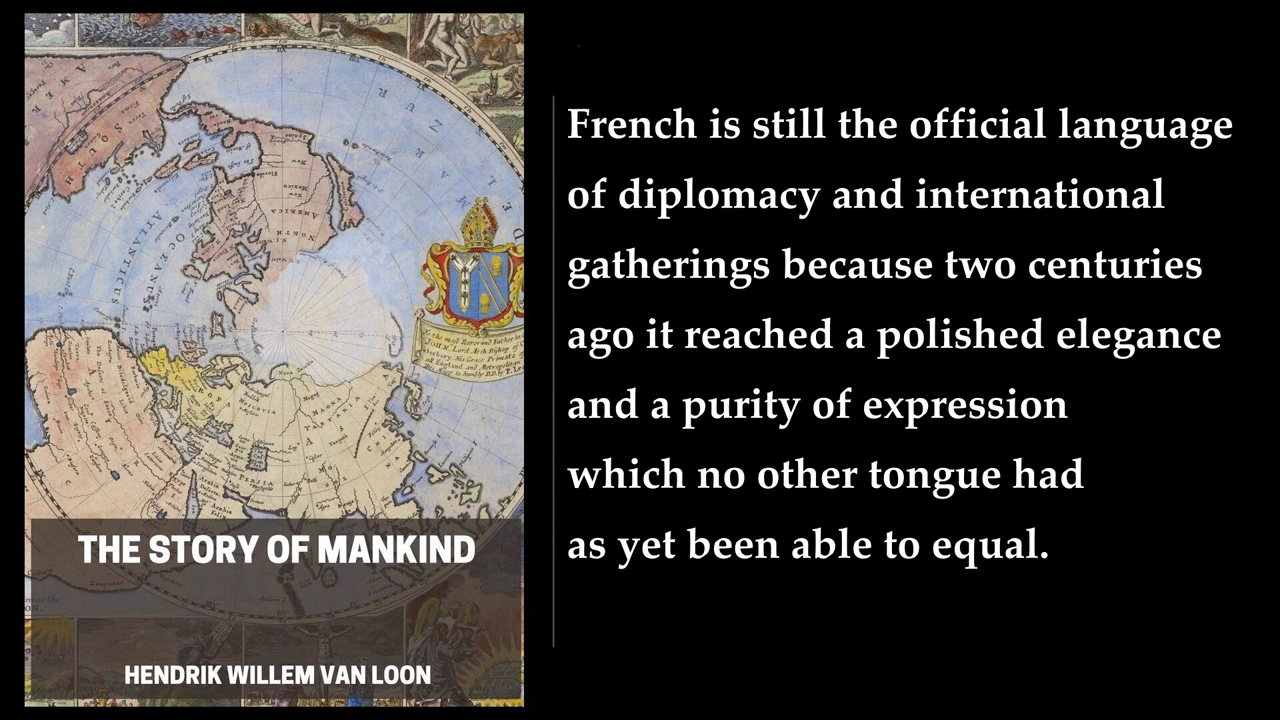 THE STORY OF MANKIND
HENDRIK WILLEM VAN LOON
French is still the official language
of diplomacy and international
gatherings because two centuries
ago it reached a polished elegance
and a purity of expression
which no other tongue had
as yet been able to equal.